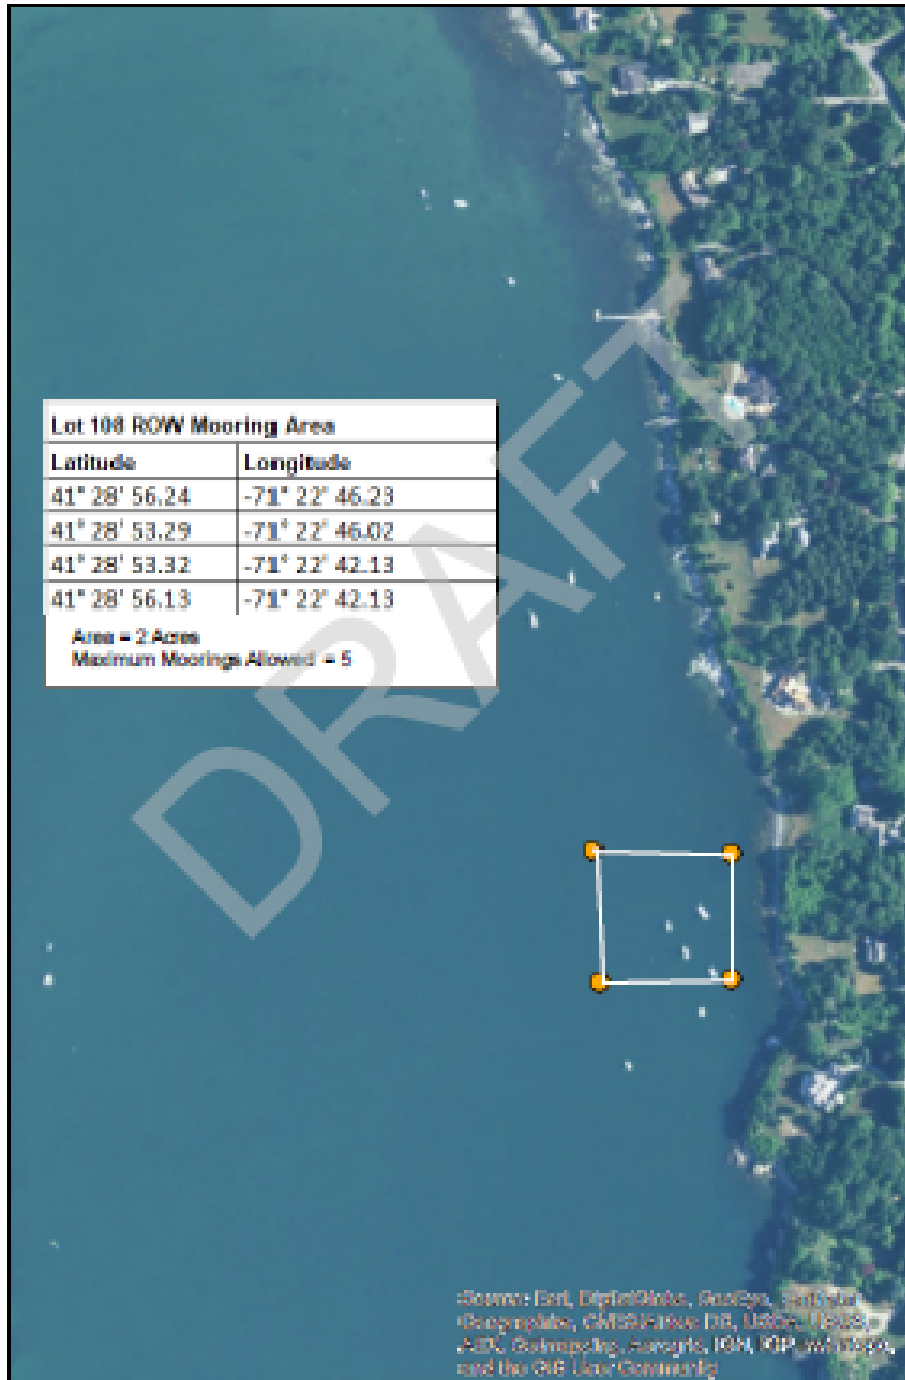 Lot 108 ROW Mooring Area
Latitude Longitude
41° 28' 56.24 -71° 22' 46.23
41° 28' 53.29 -71° 22' 46.02
41° 28' 53.32 -71° 22' 42.13
41° 28' 56.13 -71° 22' 42.13
Area = 2 Acres
Maximum Moorings Allowed = 5
DRAFT
Source: Esri, DigitalGlobe, GeoEye,
Geographics, CNES/Airbus DS, USDA, USGS,
AEX, Getmapping, Aerogrid, IGN, IGP,
and the GIS User Community